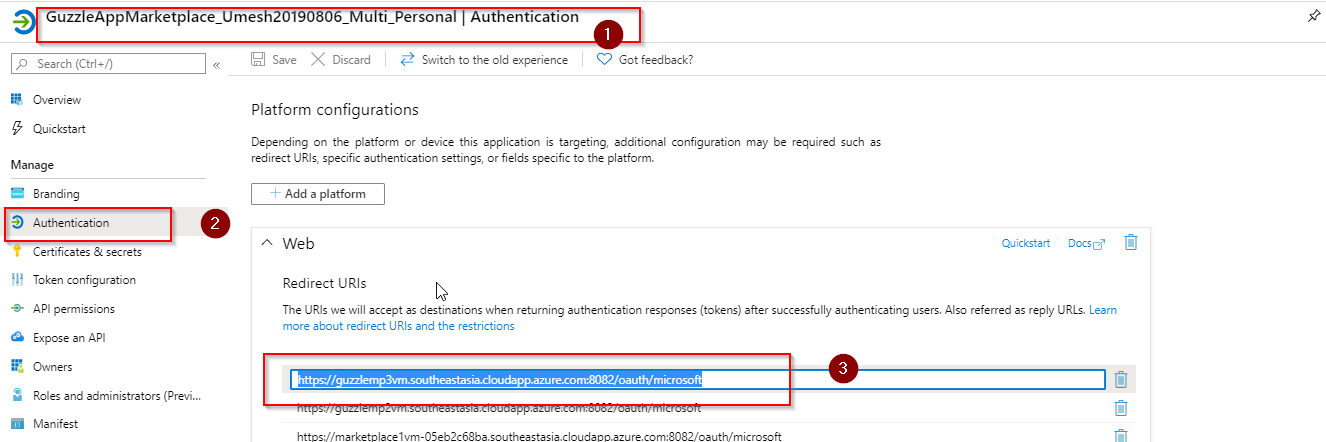 GuzzleAppMarketplace_Umesh20190806_Multi_Personal | Authentication
1
Search (Ctrl+/)
«
Save
Discard
Switch to the old experience
Got feedback?
Overview
Quickstart
Manage
Branding
Authentication
2
Certificates & secrets
Token configuration
API permissions
Expose an API
Owners
Roles and administrators (Previ...
Manifest
Platform configurations
Depending on the platform or device this application is targeting, additional configuration may be required such as
redirect URIs, specific authentication settings, or fields specific to the platform.
+ Add a platform
Web
Quickstart
Docs
Redirect URIs
The URIs we will accept as destinations when returning authentication responses (tokens) after successfully authenticating users. Also referred as reply URLs. Learn
more about redirect URIs and the restrictions
3
https://guzzlemp3vm.southeastasia.cloudapp.azure.com:8082/oauth/microsoft
https://guzzlemp2vm.southeastasia.cloudapp.azure.com:8082/oauth/microsoft
https://marketplace1vm-05eb2c68ba.southeastasia.cloudapp.azure.com:8082/oauth/microsoft